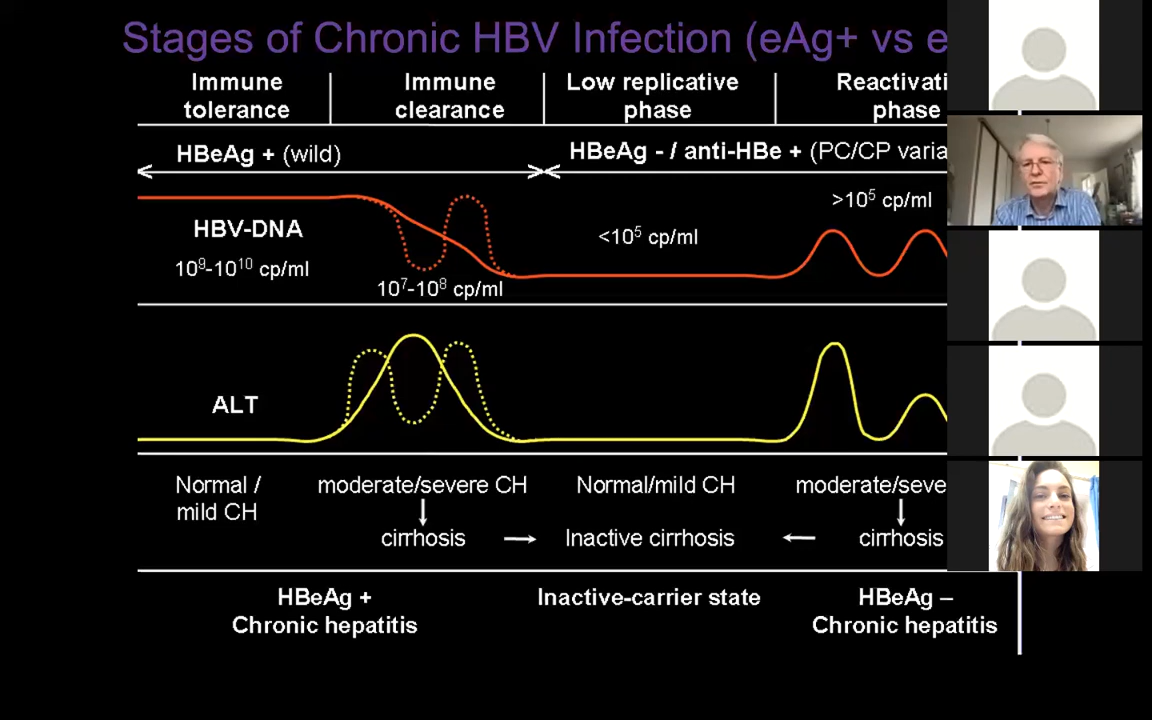 Stages of Chronic HBV Infection (eAg+ vs e
Immune tolerance
Immune clearance
Low replicative phase
Reactivati phase
HBeAg + (wild)
HBeAg - / anti-HBe + (PC/CP varia
HBV-DNA
10⁹-10¹⁰ cp/ml
10⁷-10⁸ cp/ml
<10⁵ cp/ml
>10⁵ cp/ml
ALT
Normal /
mild CH
moderate/severe CH
cirrhosis
Normal/mild CH
Inactive cirrhosis
moderate/seve
cirrhosis
HBeAg +
Chronic hepatitis
Inactive-carrier state
HBeAg –
Chronic hepatitis